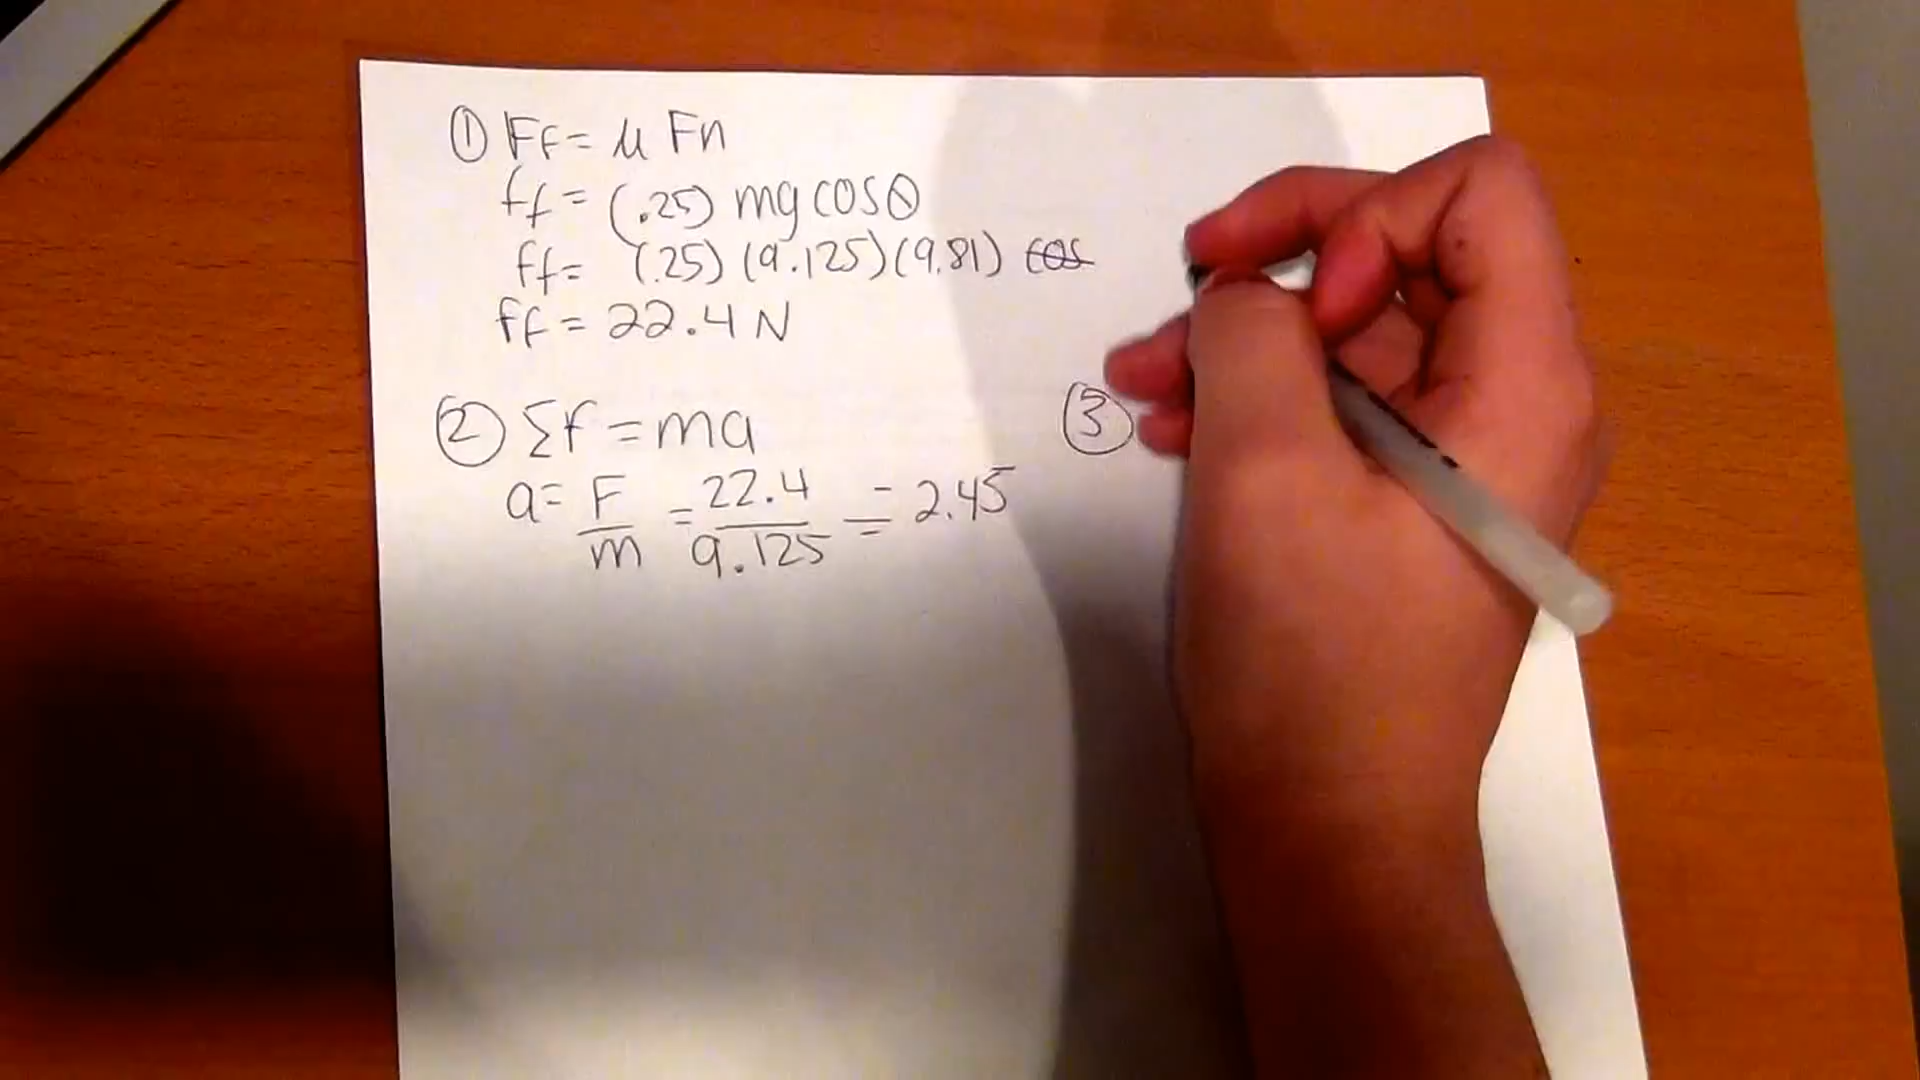 ① Ff = μ Fn
ff = (.25) mg cosθ
ff = (.25) (9.125) (9.81) cos
ff = 22.4 N
② Σf = ma
a = F/m = 22.4/9.125 = = 2.45
③